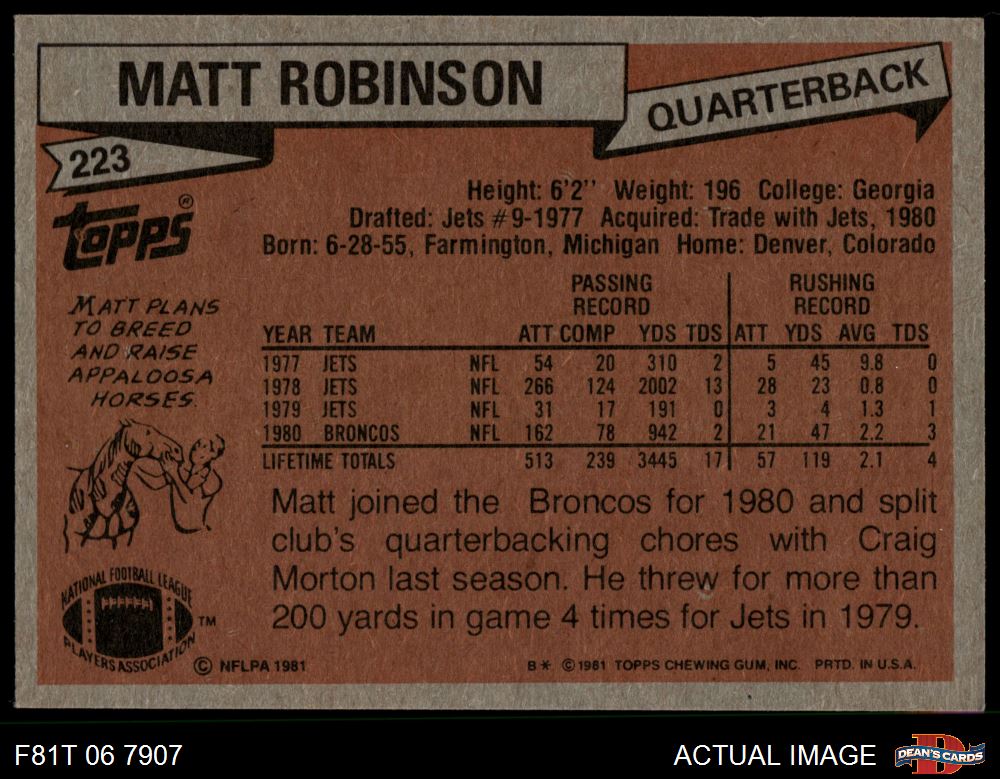 MATT ROBINSON
QUARTERBACK
223
TOPPS®
Height: 6'2'' Weight: 196 College: Georgia
Drafted: Jets #9-1977 Acquired: Trade with Jets, 1980
Born: 6-28-55, Farmington, Michigan Home: Denver, Colorado
MATT PLANS
TO BREED
AND RAISE
APPALOOSA
HORSES.
PASSING RECORD RUSHING RECORD
YEAR TEAM ATT COMP YDS TDS ATT YDS AVG TDS
1977 JETS NFL 54 20 310 2 5 45 9.8 0
1978 JETS NFL 266 124 2002 13 28 23 0.8 0
1979 JETS NFL 31 17 191 0 3 4 1.3 1
1980 BRONCOS NFL 162 78 942 2 21 47 2.2 3
LIFETIME TOTALS 513 239 3445 17 57 119 2.1 4
Matt joined the Broncos for 1980 and split
club's quarterbacking chores with Craig
Morton last season. He threw for more than
200 yards in game 4 times for Jets in 1979.
NATIONAL FOOTBALL LEAGUE
PLAYERS ASSOCIATION
TM
© NFLPA 1981
B* ©1981 TOPPS CHEWING GUM, INC. PRTD. IN U.S.A.
F81T 06 7907
ACTUAL IMAGE
DEAN'S CARDS